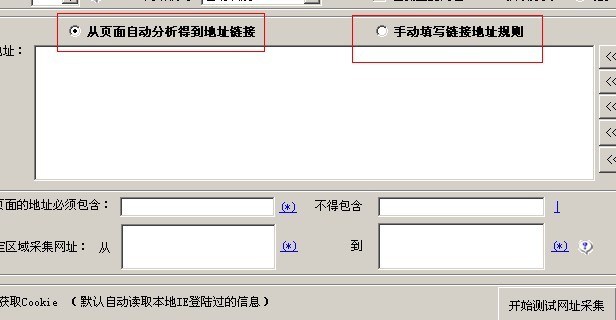 从页面自动分析得到地址链接 手动填写链接地址规则
地址：
<<
<<
<<
<<
<<
页面的地址必须包含： (*) 不得包含 |
定区域采集网址： 从 (*) 到 (*) ?
获取Cookie （默认自动读取本地IE登陆过的信息） 开始测试网址采集